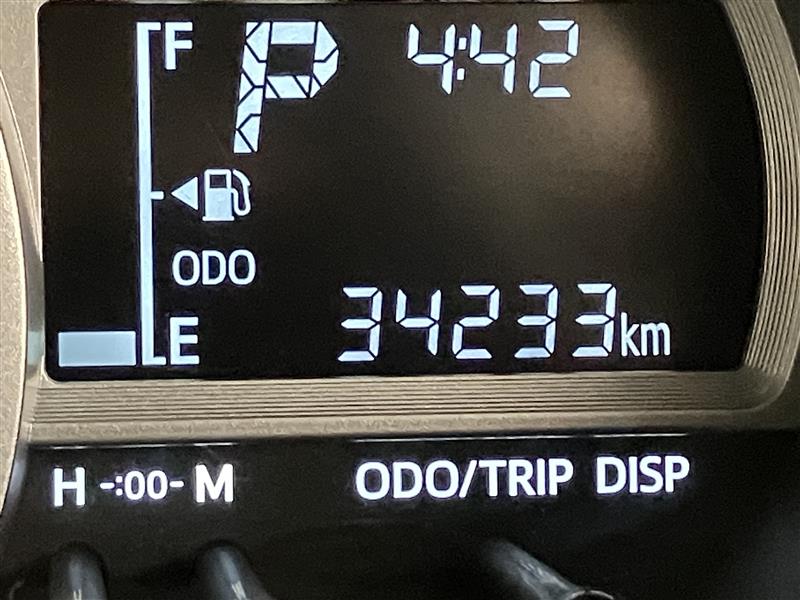 F P 4:42
ODO
E 34233km
H -:00- M ODO/TRIP DISP